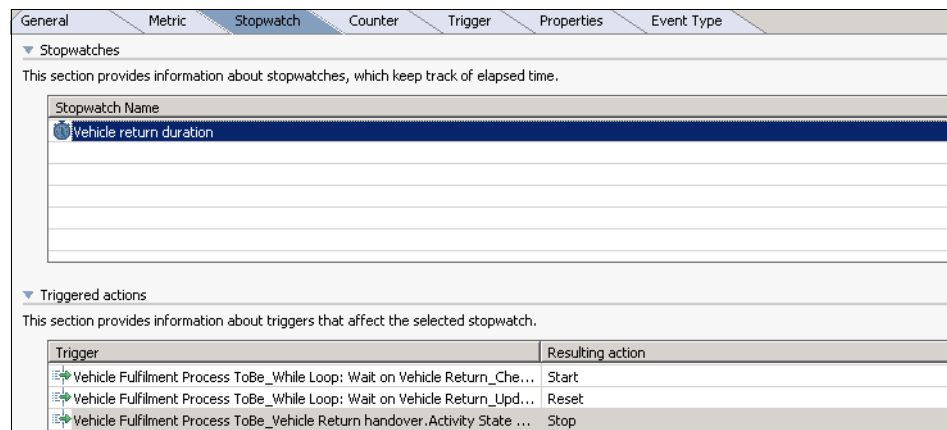 General Metric Stopwatch Counter Trigger Properties Event Type
Stopwatches
This section provides information about stopwatches, which keep track of elapsed time.
Stopwatch Name
Vehicle return duration
Triggered actions
This section provides information about triggers that affect the selected stopwatch.
Trigger Resulting action
Vehicle Fulfilment Process ToBe_While Loop: Wait on Vehicle Return_Che... Start
Vehicle Fulfilment Process ToBe_While Loop: Wait on Vehicle Return_Upd... Reset
Vehicle Fulfilment Process ToBe_Vehicle Return handover.Activity State ... Stop